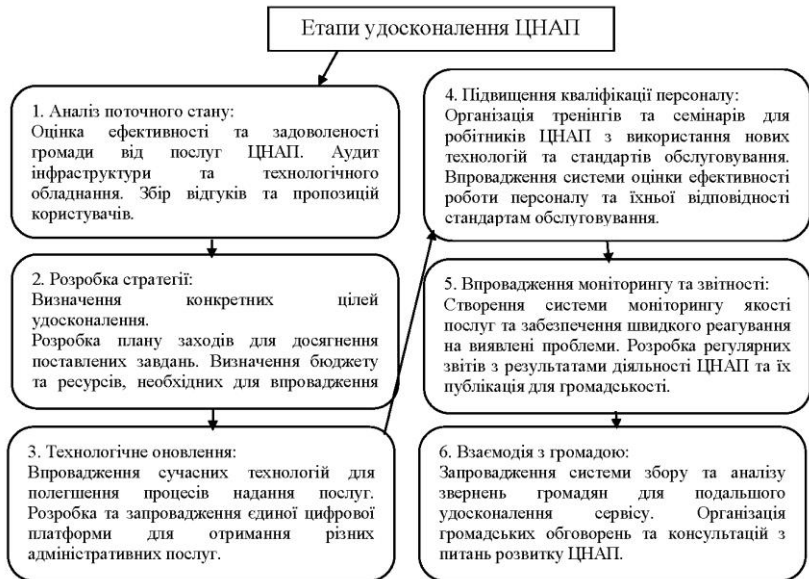 Етапи удосконалення ЦНАП
1. Аналіз поточного стану:
Оцінка ефективності та задоволеності
громади від послуг ЦНАП. Аудит
інфраструктури та технологічного
обладнання. Збір відгуків та пропозицій
користувачів.
2. Розробка стратегії:
Визначення конкретних цілей
удосконалення.
Розробка плану заходів для досягнення
поставлених завдань. Визначення бюджету
та ресурсів, необхідних для впровадження
3. Технологічне оновлення:
Впровадження сучасних технологій для
полегшення процесів надання послуг.
Розробка та запровадження єдиної цифрової
платформи для отримання різних
адміністративних послуг.
4. Підвищення кваліфікації персоналу:
Організація тренінгів та семінарів для
робітників ЦНАП з використання нових
технологій та стандартів обслуговування.
Впровадження системи оцінки ефективності
роботи персоналу та їхньої відповідності
стандартам обслуговування.
5. Впровадження моніторингу та звітності:
Створення системи моніторингу якості
послуг та забезпечення швидкого реагування
на виявлені проблеми. Розробка регулярних
звітів з результатами діяльності ЦНАП та їх
публікація для громадськості.
6. Взаємодія з громадою:
Запровадження системи збору та аналізу
звернень громадян для подальшого
удосконалення сервісу. Організація
громадських обговорень та консультацій з
питань розвитку ЦНАП.